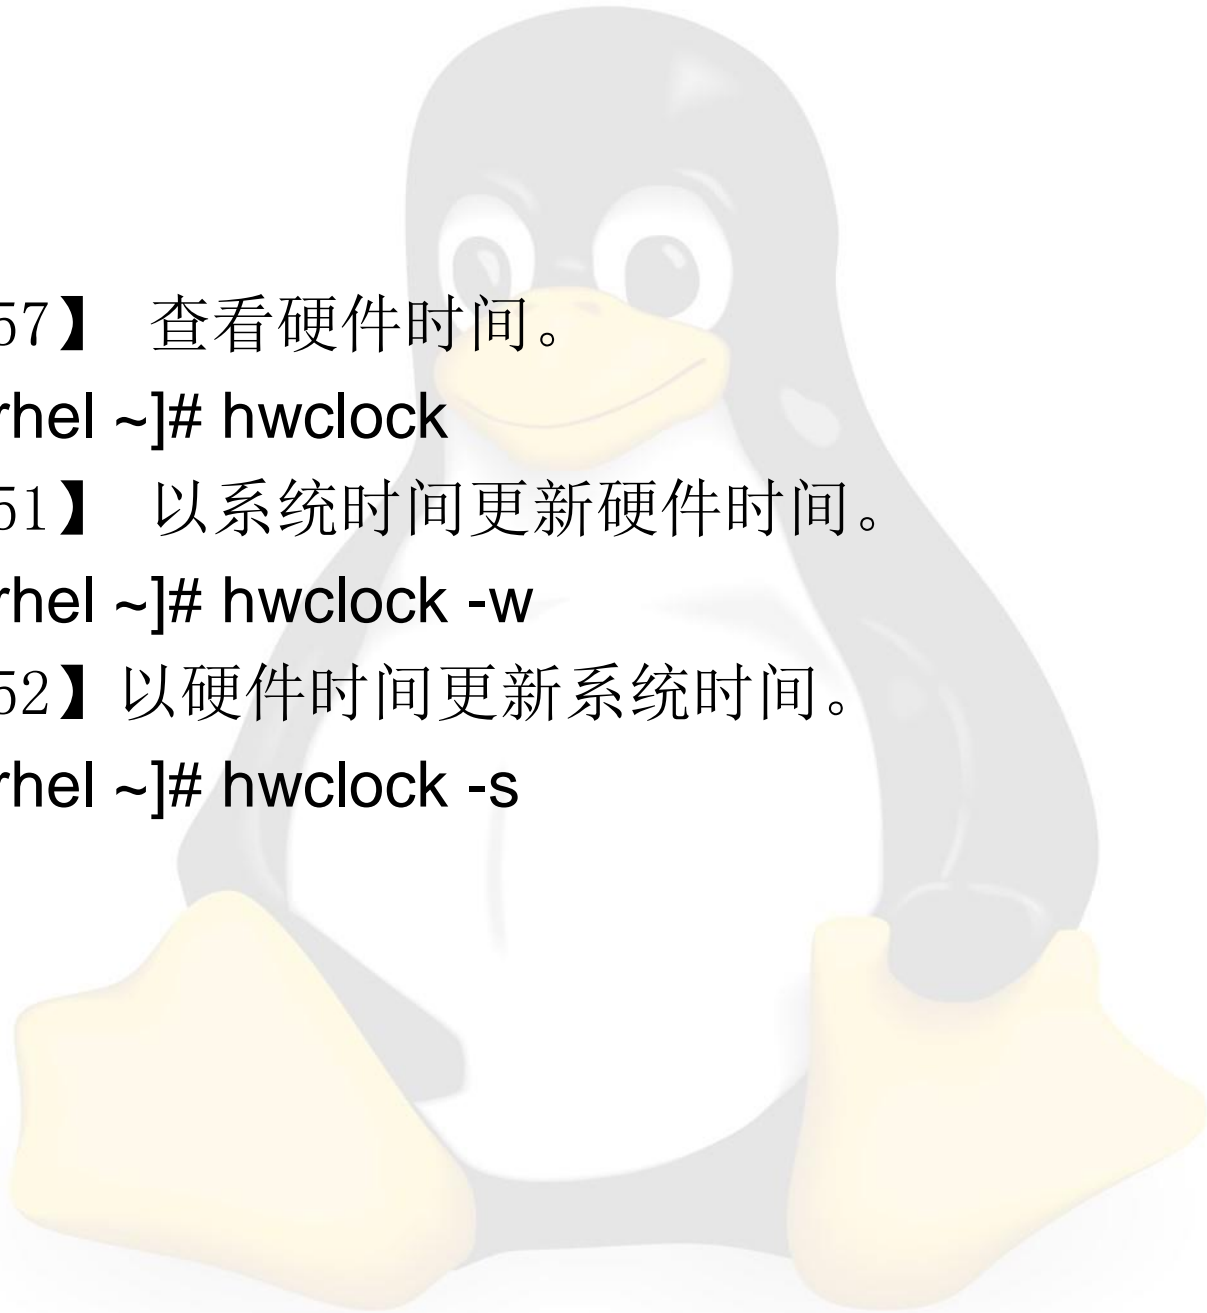 57】 查看硬件时间。
rhel ~]# hwclock
51】 以系统时间更新硬件时间。
rhel ~]# hwclock -w
52】以硬件时间更新系统时间。
rhel ~]# hwclock -s